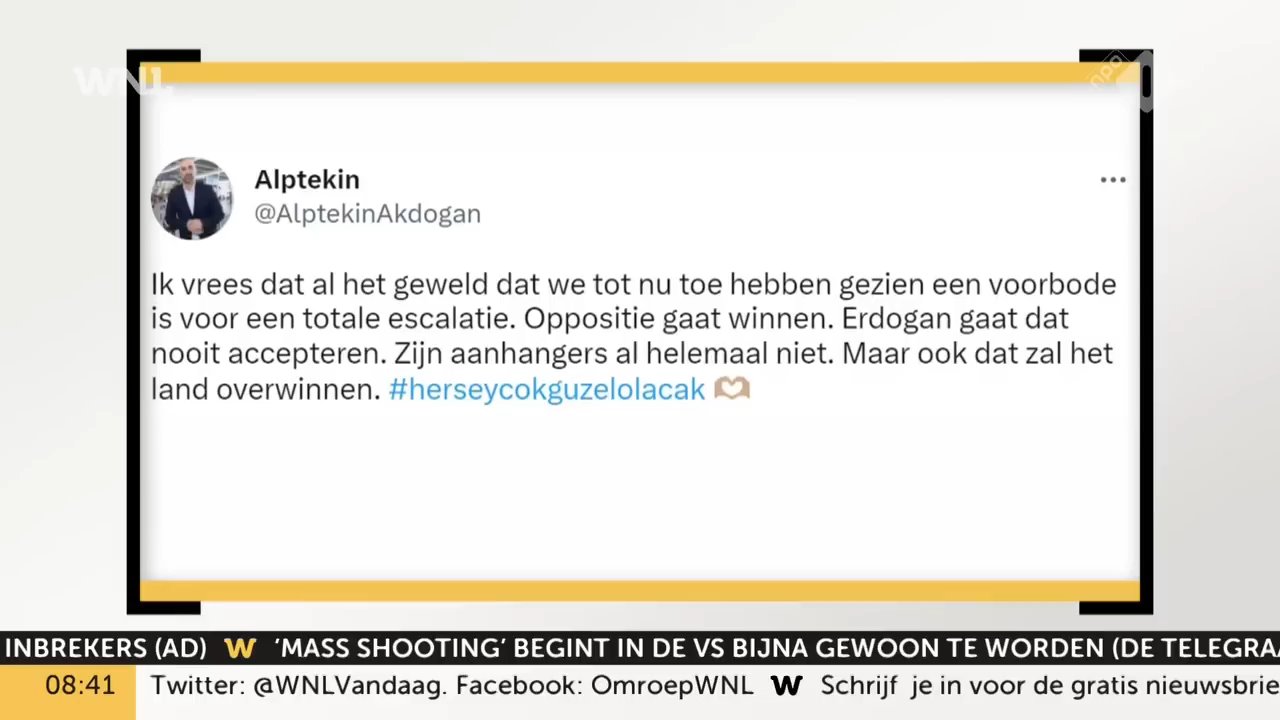 WNL
npo 1
Alptekin
@AlptekinAkdogan
Ik vrees dat al het geweld dat we tot nu toe hebben gezien een voorbode
is voor een totale escalatie. Oppositie gaat winnen. Erdogan gaat dat
nooit accepteren. Zijn aanhangers al helemaal niet. Maar ook dat zal het
land overwinnen. #herseycokguzelolacak
INBREKERS (AD) W ‘MASS SHOOTING’ BEGINT IN DE VS BIJNA GEWOON TE WORDEN (DE TELEGRAA
08:41 Twitter: @WNLVandaag. Facebook: OmroepWNL W Schrijf je in voor de gratis nieuwsbrie